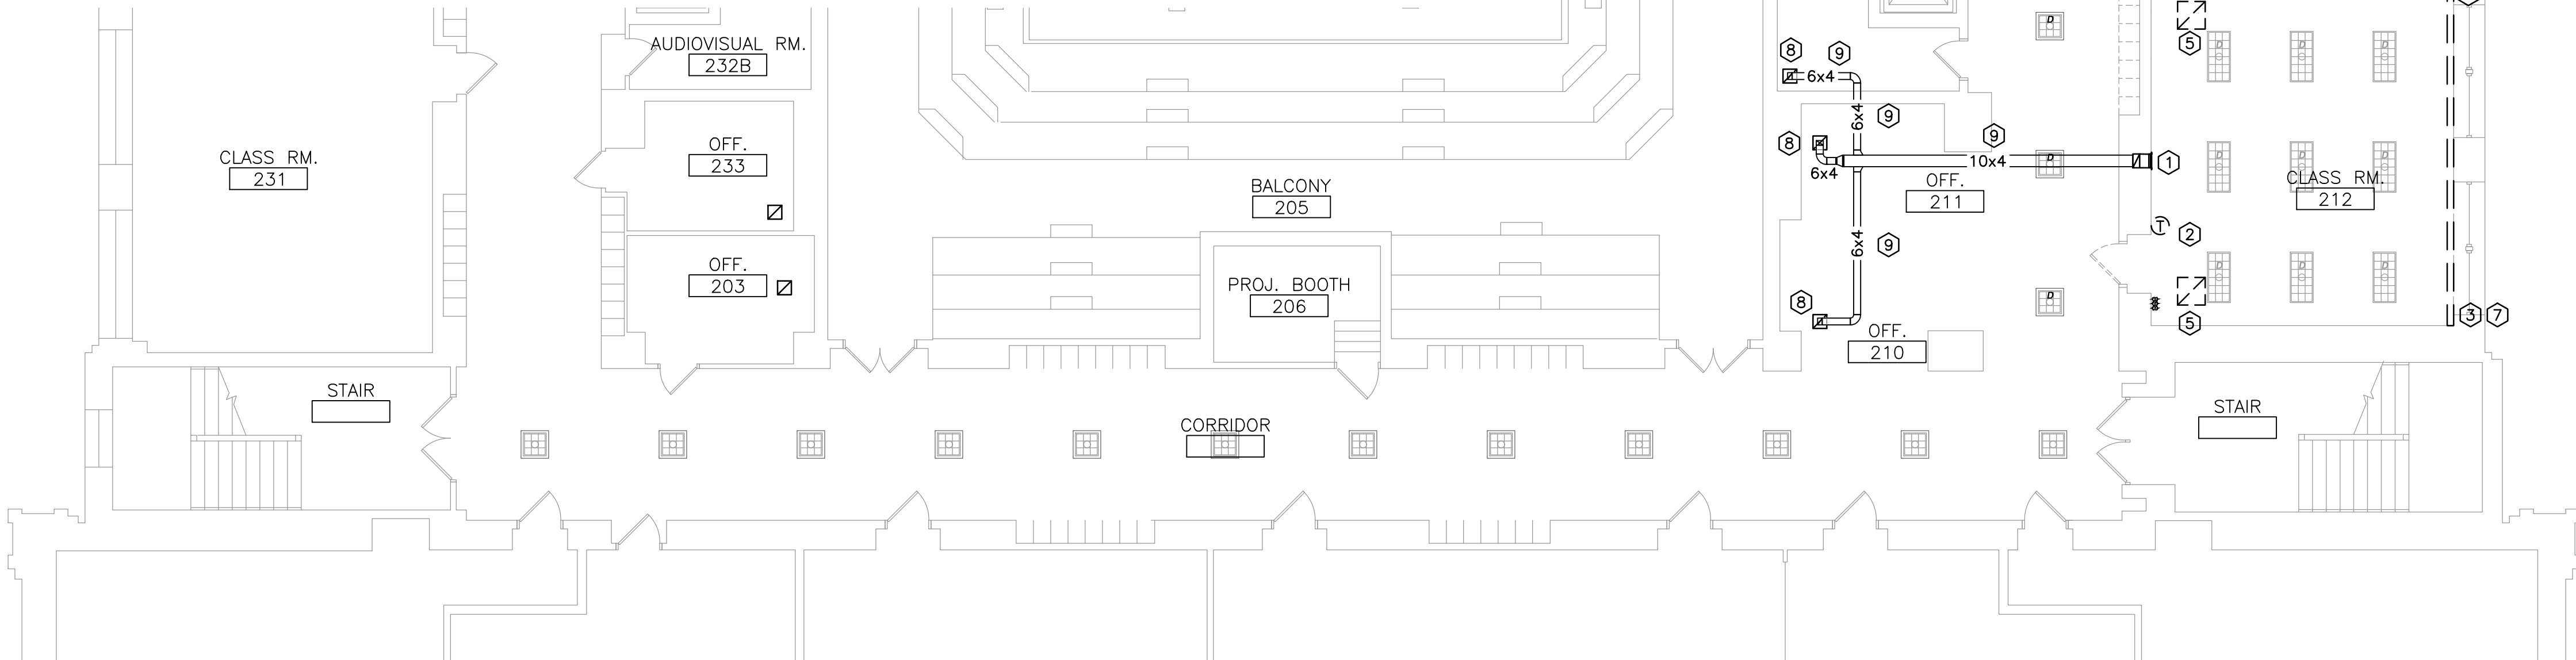 AUDIOVISUAL RM.
232B
CLASS RM.
231
OFF.
233
OFF.
203
STAIR
BALCONY
205
PROJ. BOOTH
206
CORRIDOR
8
9
6x4
6x4
9
8
6x4
10x4
9
1
OFF.
211
6x4
9
8
OFF.
210
D
D
D
5
D
D
D
CLASS RM.
212
T
2
D
D
D
5
3
7
STAIR